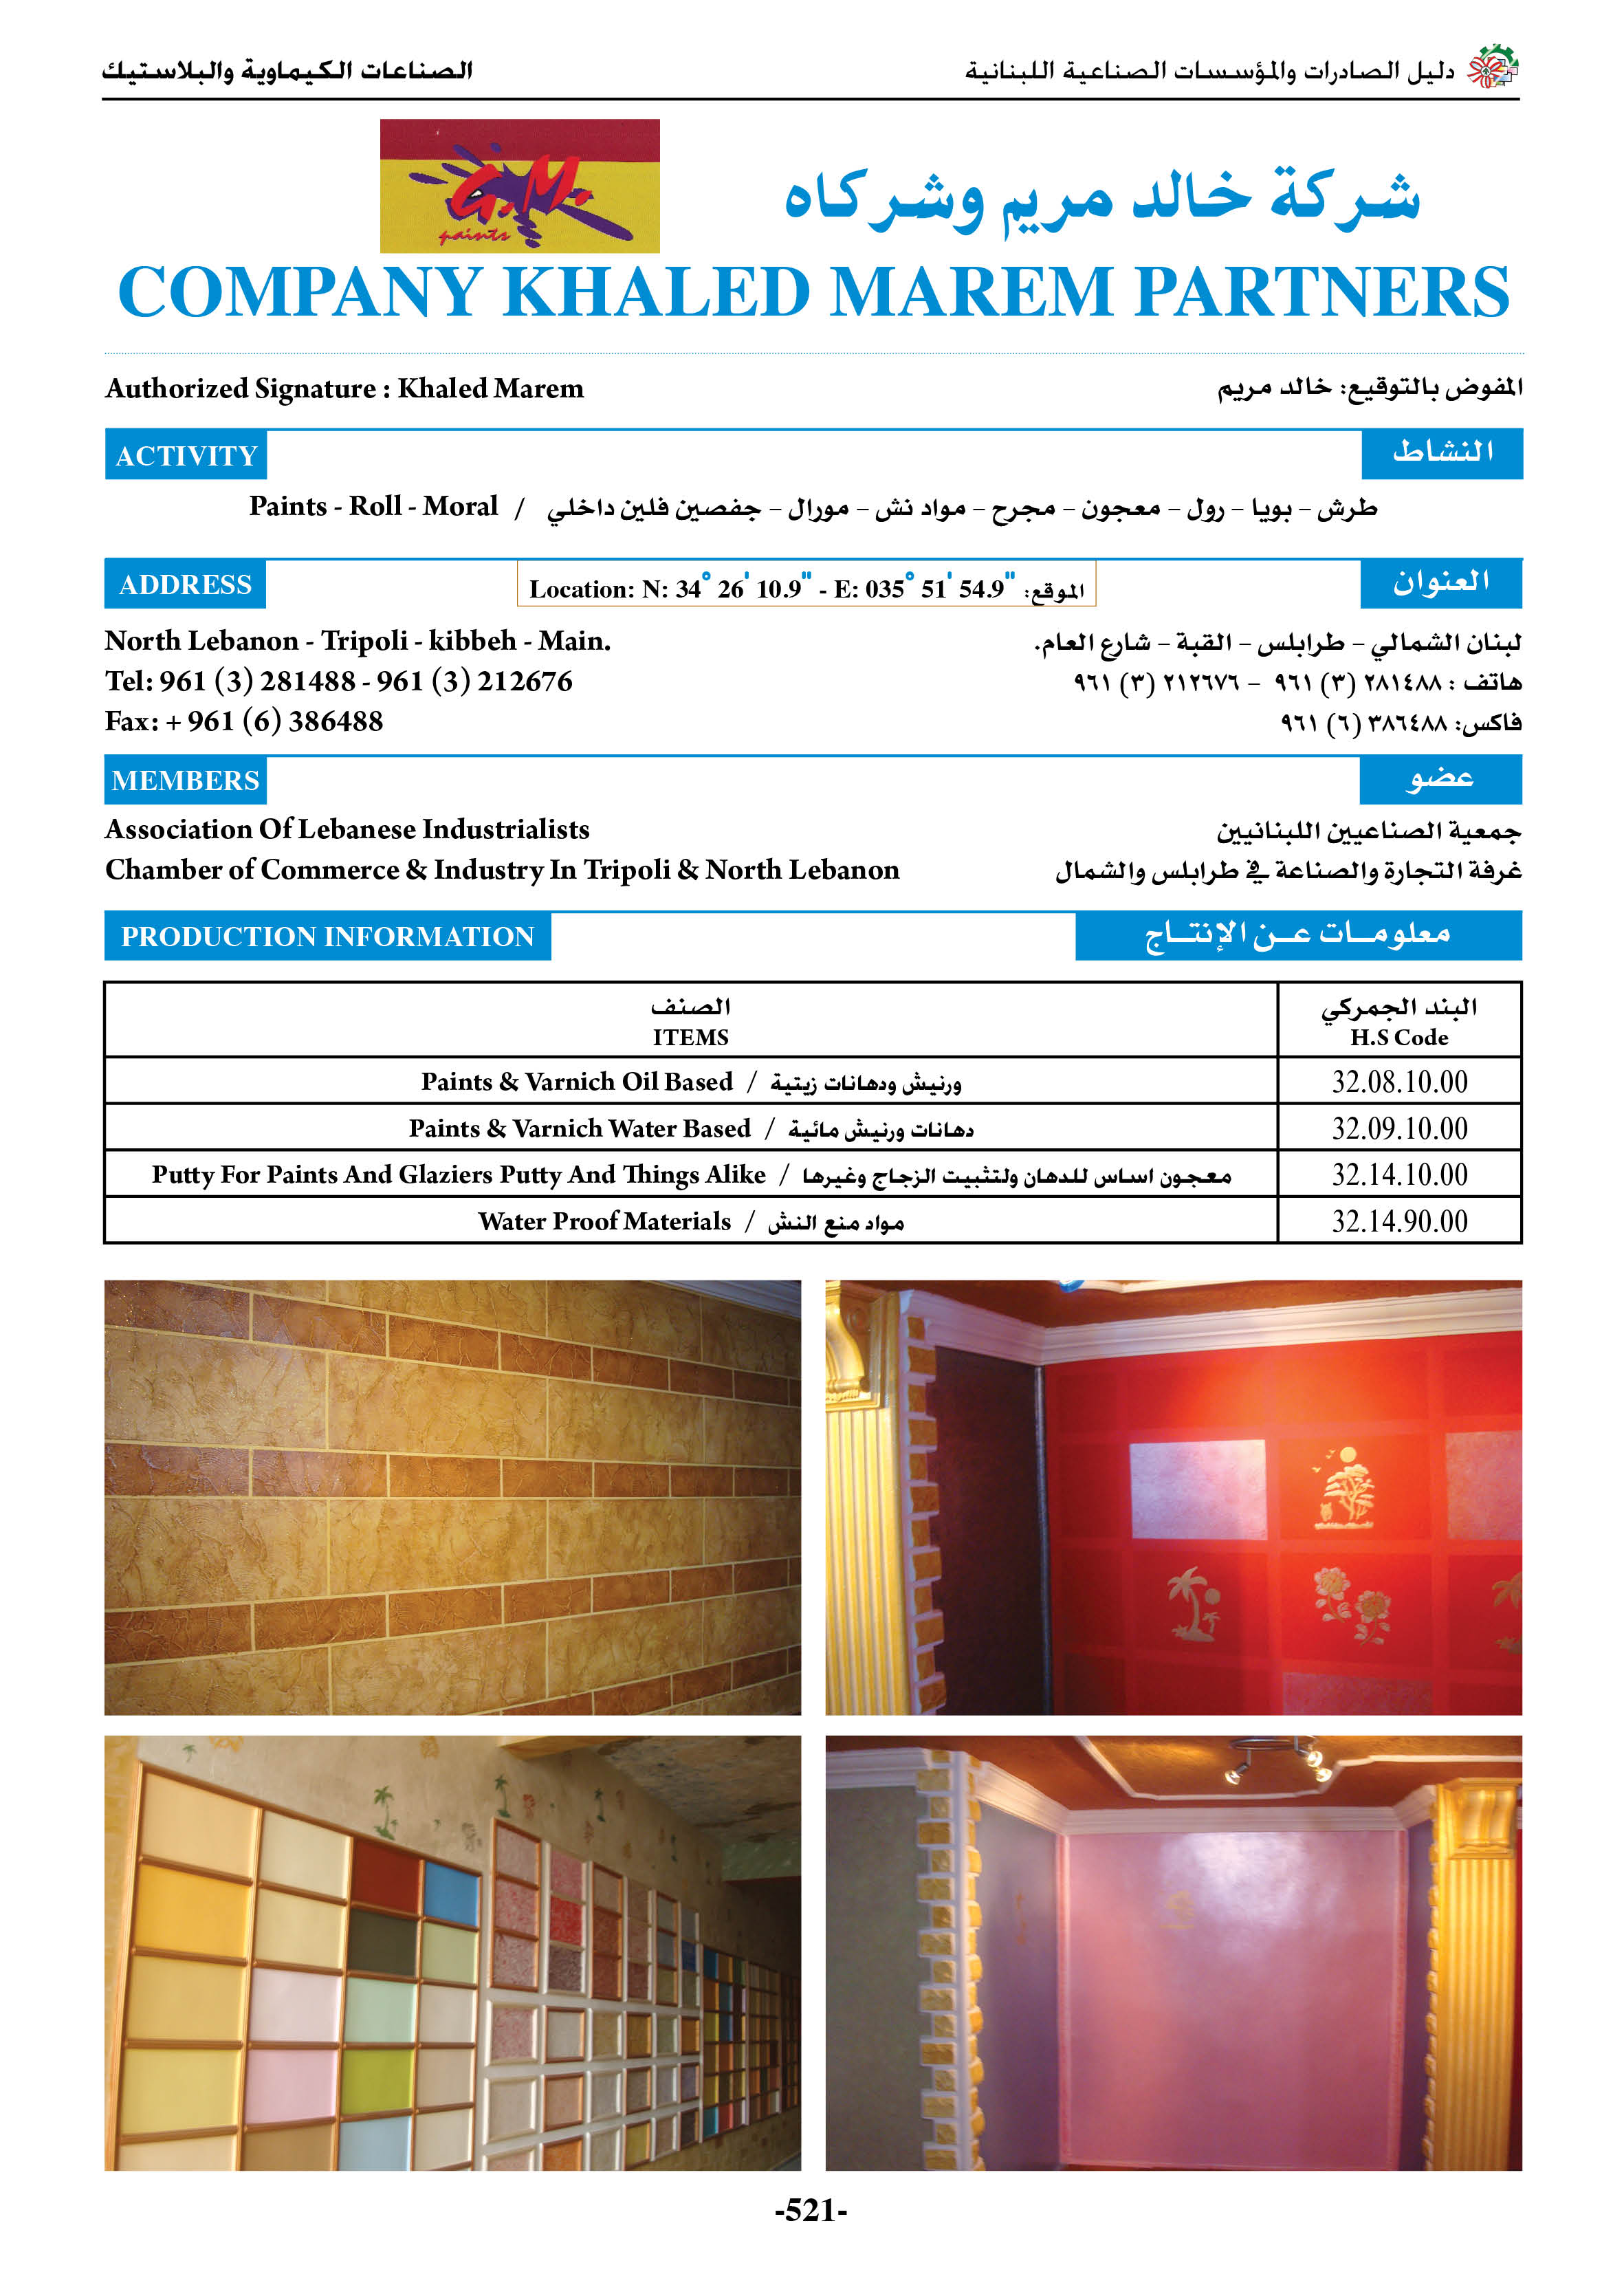 الصناعات الكيماوية والبلاستيك
دليل الصادرات والمؤسسات الصناعية اللبنانية
G.M.
paints
شركة خالد مريم وشركاه
COMPANY KHALED MAREM PARTNERS
Authorized Signature : Khaled Marem
المفوض بالتوقيع: خالد مريم
ACTIVITY
النشاط
Paints - Roll - Moral / طرش - بويا - رول - معجون - مجرح - مواد نش - مورال - جفصين فلين داخلي
ADDRESS
Location: N: 34° 26' 10.9" - E: 035° 51' 54.9" الموقع:
العنوان
North Lebanon - Tripoli - kibbeh - Main.
لبنان الشمالي - طرابلس - القبة - شارع العام.
Tel: 961 (3) 281488 - 961 (3) 212676
هاتف : ٢٨١٤٨٨ (٣) ٩٦١ - ٢١٢٦٧٦ (٣) ٩٦١
Fax: + 961 (6) 386488
فاكس: ٣٨٦٤٨٨ (٦) ٩٦١
MEMBERS
عضو
Association Of Lebanese Industrialists
جمعية الصناعيين اللبنانيين
Chamber of Commerce & Industry In Tripoli & North Lebanon
غرفة التجارة والصناعة في طرابلس والشمال
PRODUCTION INFORMATION
معلومـات عـن الإنتـاج
الصنف
ITEMS
البند الجمركي
H.S Code
Paints & Varnich Oil Based / ورنيش ودهانات زيتية
32.08.10.00
Paints & Varnich Water Based / دهانات ورنيش مائية
32.09.10.00
Putty For Paints And Glaziers Putty And Things Alike / معجون اساس للدهان ولتثبيت الزجاج وغيرها
32.14.10.00
Water Proof Materials / مواد منع النش
32.14.90.00
-521-